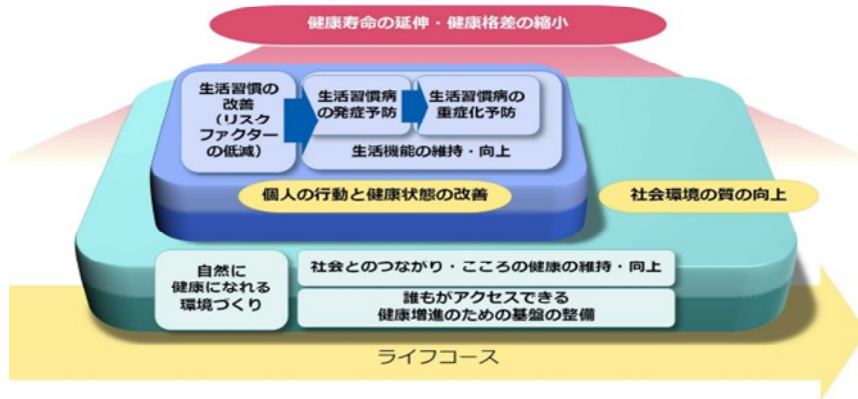 健康寿命の延伸・健康格差の縮小
生活習慣の
改善
（リスク
ファクター
の低減）
生活習慣病
の発症予防
生活習慣病の
重症化予防
生活機能の維持・向上
個人の行動と健康状態の改善
社会環境の質の向上
自然に
健康になれる
環境づくり
社会とのつながり・こころの健康の維持・向上
誰もがアクセスできる
健康増進のための基盤の整備
ライフコース